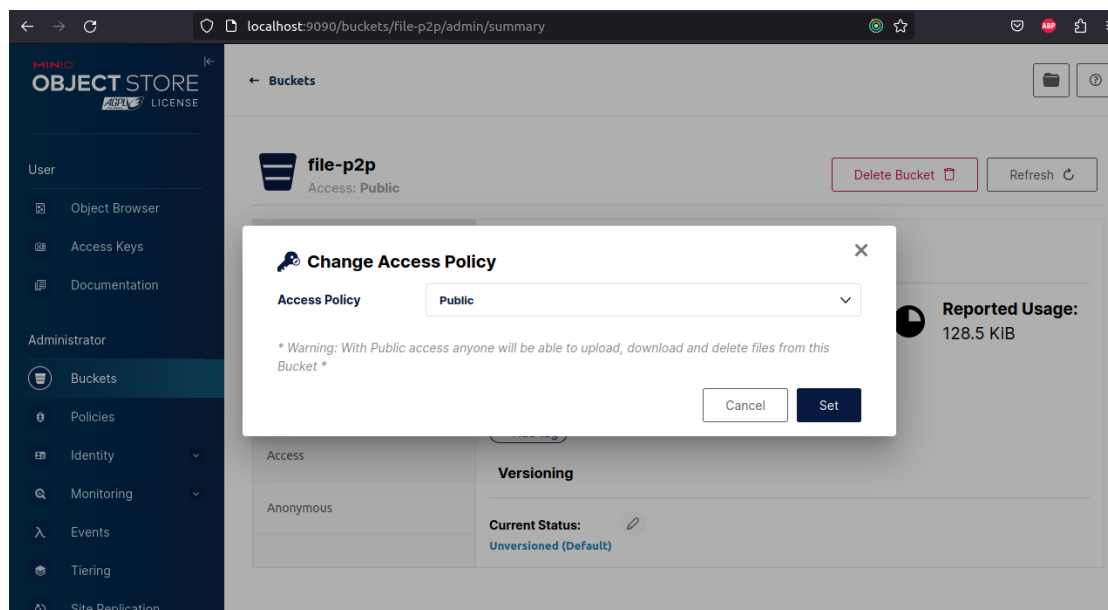 localhost:9090/buckets/file-p2p/admin/summary
ABP
MINIO
OBJECT STORE
AGPLV3 LICENSE
User
Object Browser
Access Keys
Documentation
Administrator
Buckets
Policies
Identity
Monitoring
Events
Tiering
Site Replication
← Buckets
file-p2p
Access: Public
Delete Bucket
Refresh
Change Access Policy
Access Policy
Public
* Warning: With Public access anyone will be able to upload, download and delete files from this
Bucket *
Cancel
Set
Reported Usage:
128.5 KiB
Access
Anonymous
Versioning
Current Status:
Unversioned (Default)